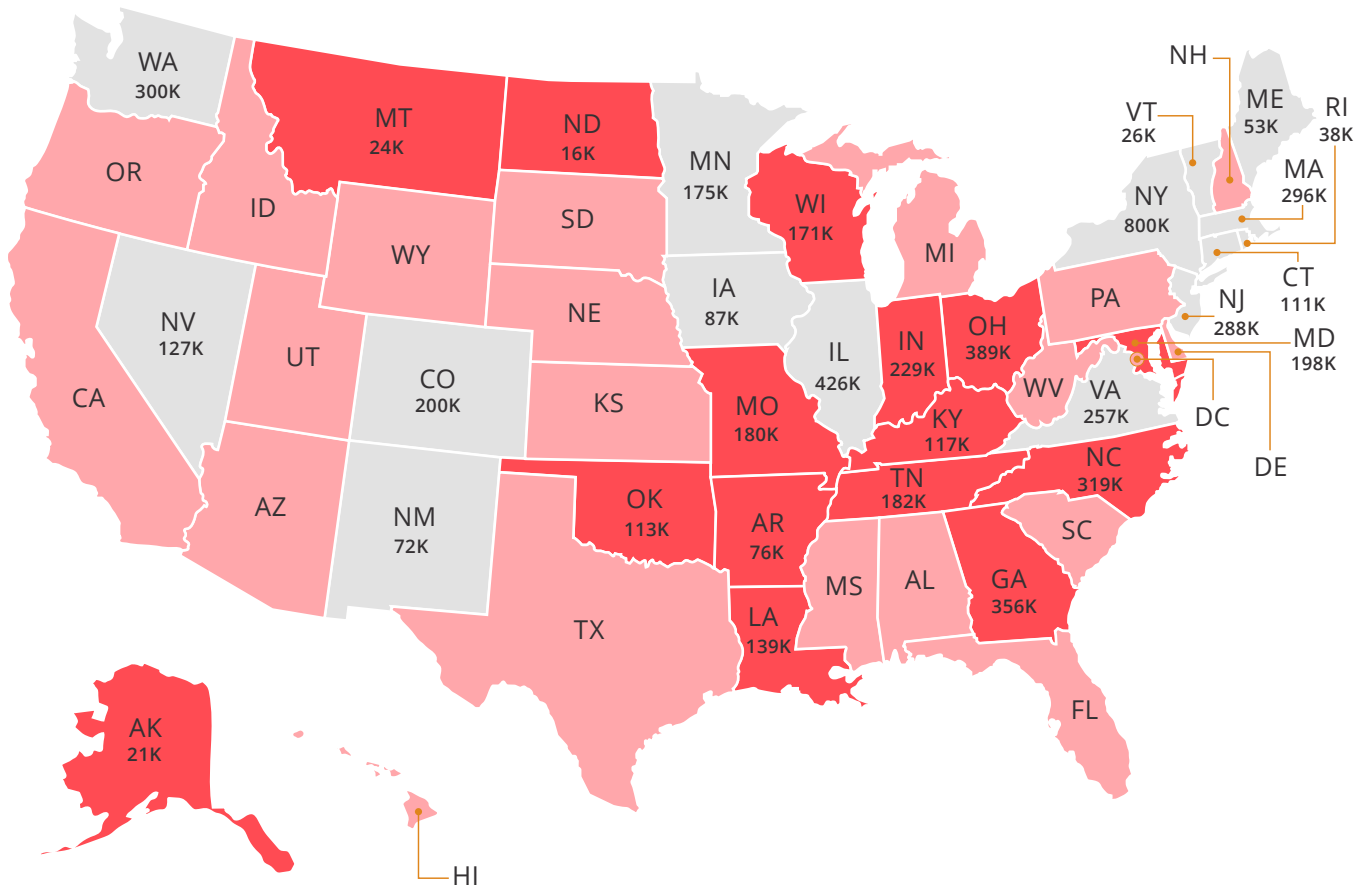 WA
300K
MT
24K
ND
16K
MN
175K
OR
ID
WY
SD
WI
171K
MI
NH
VT
26K
ME
53K
RI
38K
MA
296K
NY
800K
CT
111K
NJ
288K
MD
198K
PA
NV
127K
UT
CO
200K
NE
IA
87K
IL
426K
IN
229K
OH
389K
WV
VA
257K
DC
DE
CA
AZ
NM
72K
KS
MO
180K
KY
117K
TN
182K
NC
319K
OK
113K
AR
76K
SC
MS
AL
GA
356K
TX
LA
139K
FL
AK
21K
HI